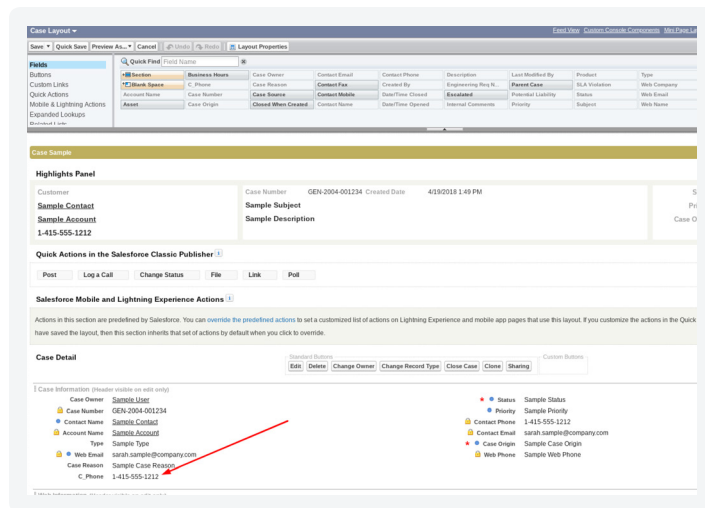 Case Layout
Feed View Custom Console Components Mini Page La
Save Quick Save Preview As... Cancel Undo Redo Layout Properties
Fields
Buttons
Custom Links
Quick Actions
Mobile & Lightning Actions
Expanded Lookups
Related Lists
Quick Find Field Name
Section Business Hours Case Owner Contact Email Contact Phone Description Last Modified By Product Type
Blank Space C_Phone Case Reason Contact Fax Created By Engineering Req N... Parent Case SLA Violation Web Company
Account Name Case Number Case Source Contact Mobile Date/Time Closed Escalated Potential Liability Status Web Email
Asset Case Origin Closed When Created Contact Name Date/Time Opened Internal Comments Priority Subject Web Name
Case Sample
Highlights Panel
Customer
Sample Contact
Sample Account
1-415-555-1212
Case Number GEN-2004-001234 Created Date 4/19/2018 1:49 PM
Sample Subject
Sample Description
S
Pri
Case O
Quick Actions in the Salesforce Classic Publisher i
Post Log a Call Change Status File Link Poll
Salesforce Mobile and Lightning Experience Actions i
Actions in this section are predefined by Salesforce. You can override the predefined actions to set a customized list of actions on Lightning Experience and mobile app pages that use this layout. If you customize the actions in the Quick
have saved the layout, then this section inherits that set of actions by default when you click to override.
Case Detail
Standard Buttons
Edit Delete Change Owner Change Record Type Close Case Clone Sharing
Custom Buttons
Case Information (Header visible on edit only)
Case Owner Sample User
Case Number GEN-2004-001234
Contact Name Sample Contact
Account Name Sample Account
Type Sample Type
Web Email sarah.sample@company.com
Case Reason Sample Case Reason
C_Phone 1-415-555-1212
Status Sample Status
Priority Sample Priority
Contact Phone 1-415-555-1212
Contact Email sarah.sample@company.com
Case Origin Sample Case Origin
Web Phone Sample Web Phone